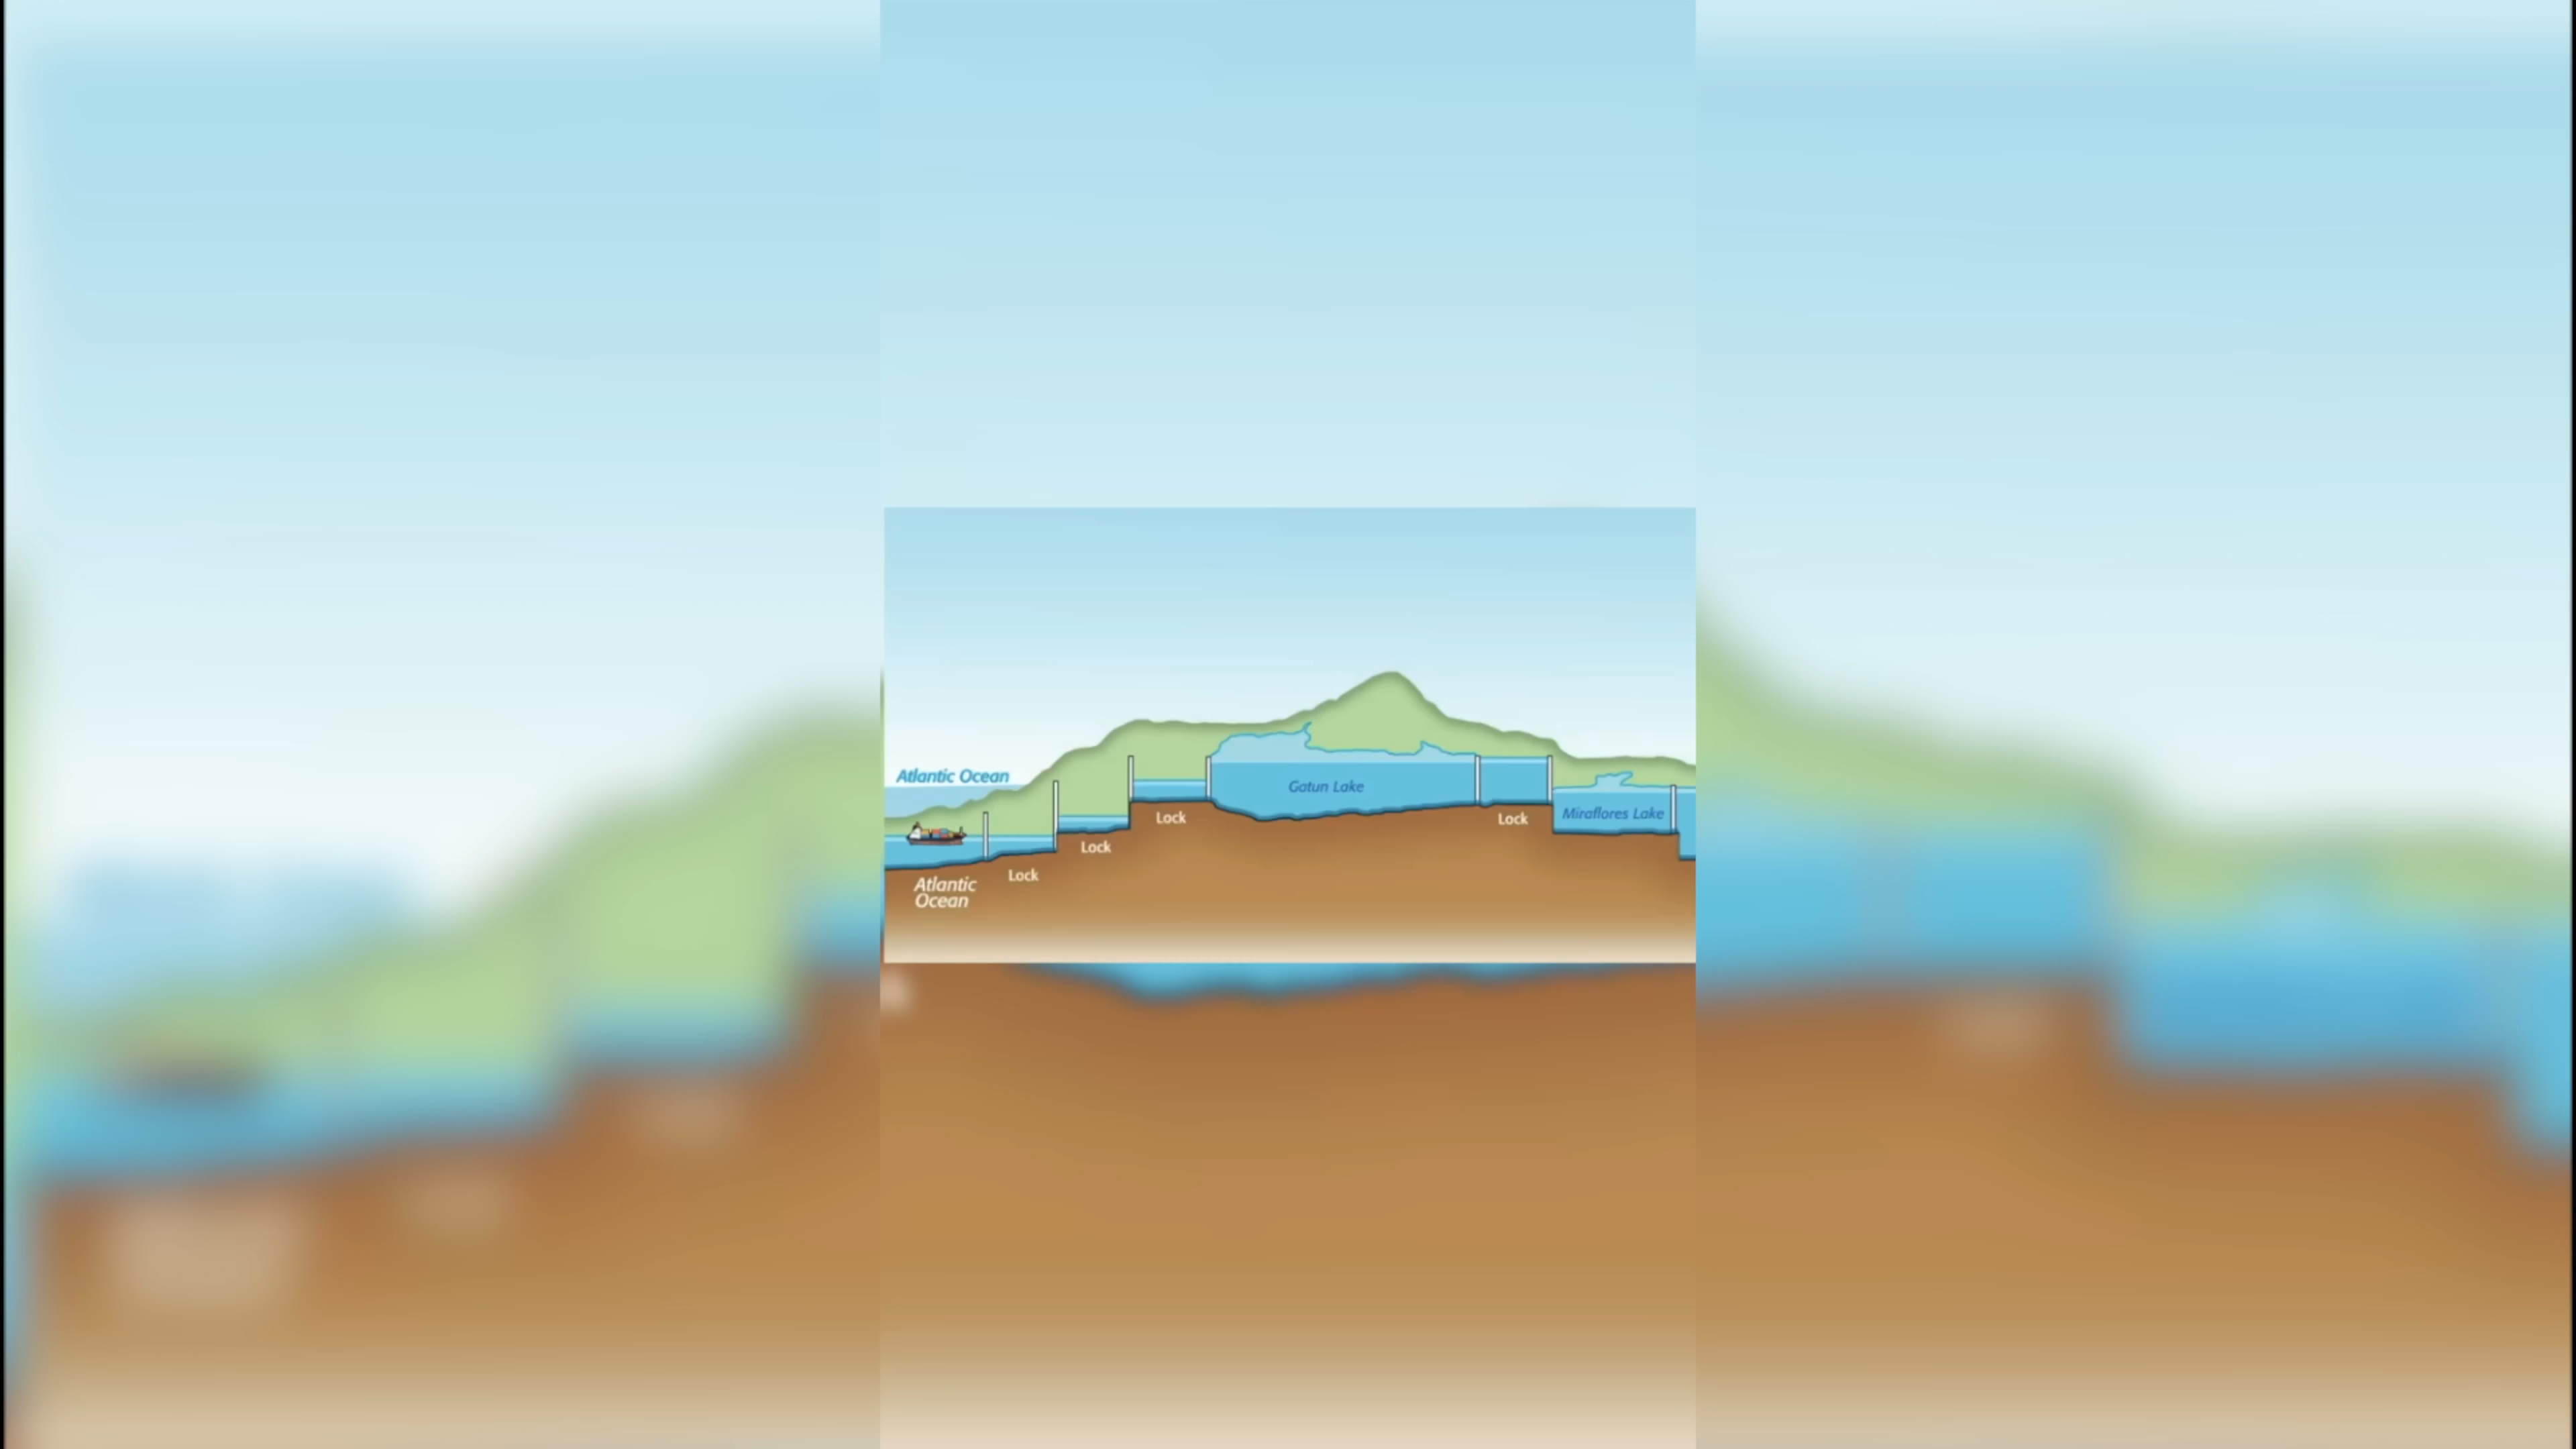 Atlantic Ocean
Gatun Lake
Miraflores Lake
Lock
Lock
Lock
Lock
Atlantic
Ocean